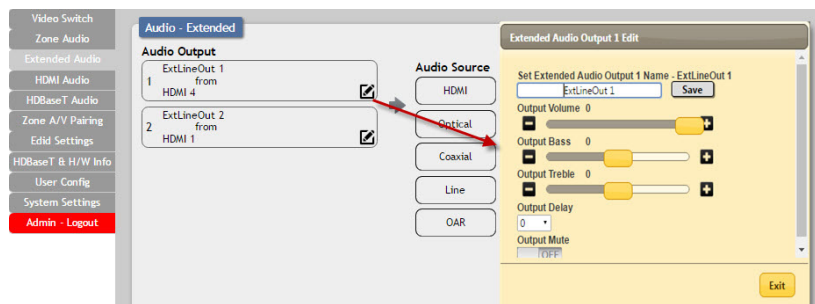 Video Switch
Zone Audio
Extended Audio
HDMI Audio
HDBaseT Audio
Zone A/V Pairing
Edid Settings
HDBaseT & H/W Info
User Config
System Settings
Admin - Logout
Audio - Extended
Audio Output
1 ExtLineOut 1
from
HDMI 4
2 ExtLineOut 2
from
HDMI 1
Audio Source
HDMI
Optical
Coaxial
Line
OAR
Extended Audio Output 1 Edit
Set Extended Audio Output 1 Name - ExtLineOut 1
ExtLineOut 1 Save
Output Volume 0
Output Bass 0
Output Treble 0
Output Delay
0
Output Mute
OFF
Exit